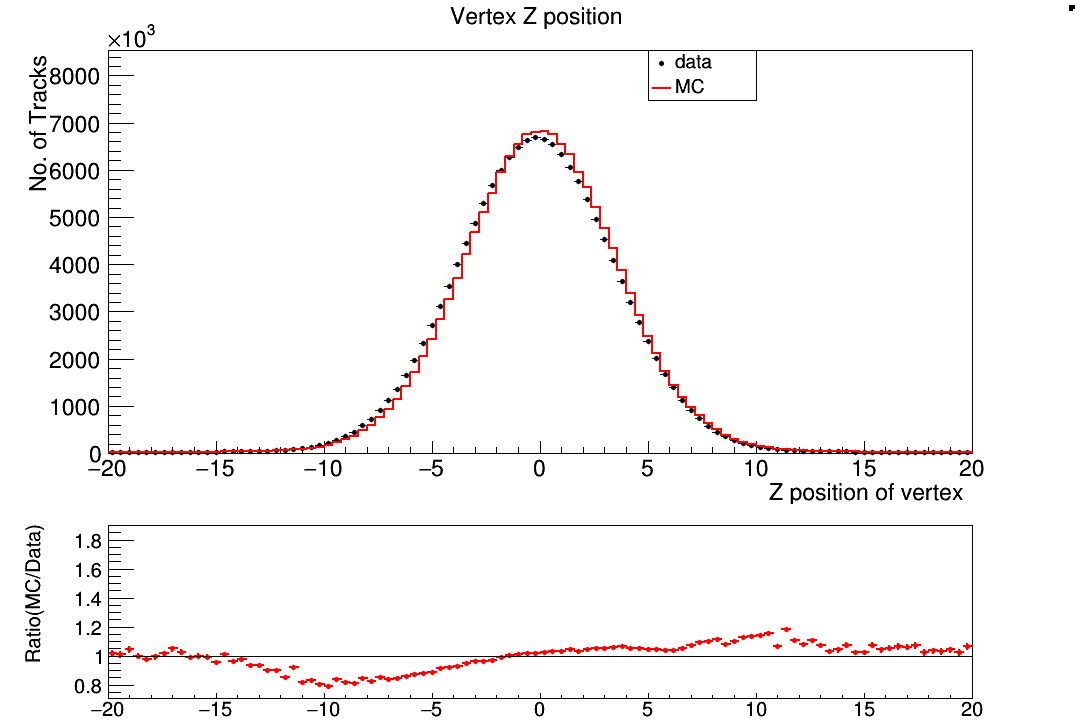 Vertex Z position
×10³
No. of Tracks
8000
7000
6000
5000
4000
3000
2000
1000
0
data
MC
−20 −15 −10 −5 0 5 10 15 20
Z position of vertex
Ratio(MC/Data)
1.8
1.6
1.4
1.2
1
0.8
−20 −15 −10 −5 0 5 10 15 20